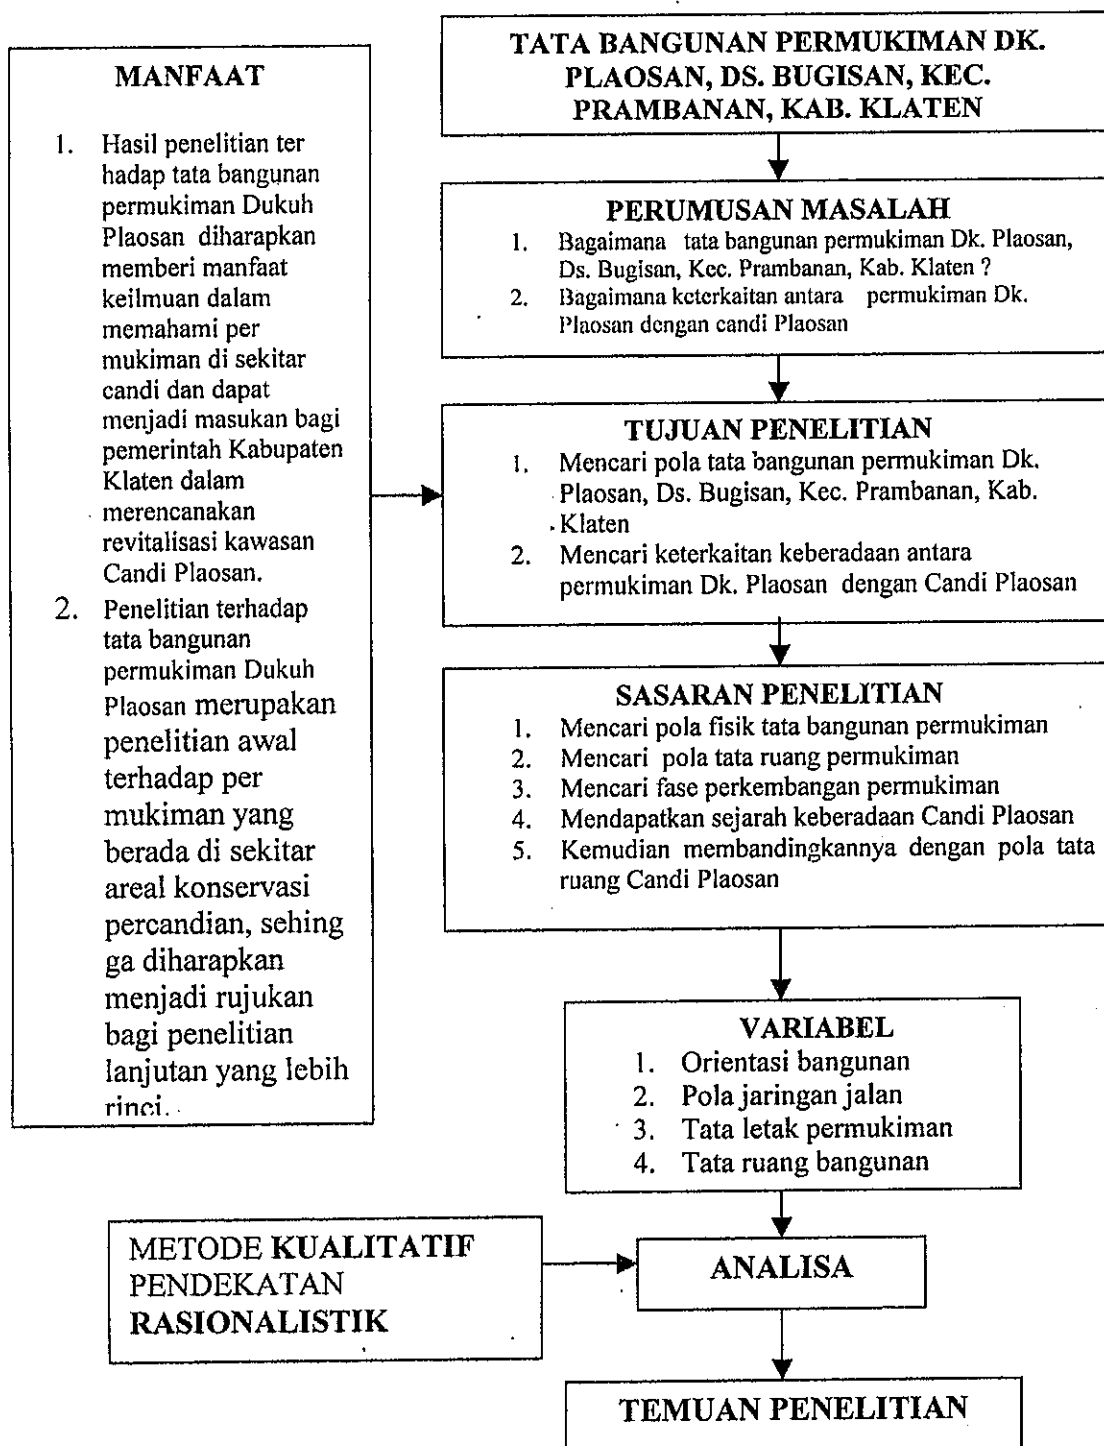 MANFAAT
1. Hasil penelitian ter
hadap tata bangunan
permukiman Dukuh
Plaosan diharapkan
memberi manfaat
keilmuan dalam
memahami per
mukiman di sekitar
candi dan dapat
menjadi masukan bagi
pemerintah Kabupaten
Klaten dalam
merencanakan
revitalisasi kawasan
Candi Plaosan.
2. Penelitian terhadap
tata bangunan
permukiman Dukuh
Plaosan merupakan
penelitian awal
terhadap per
mukiman yang
berada di sekitar
areal konservasi
percandian, sehing
ga diharapkan
menjadi rujukan
bagi penelitian
lanjutan yang lebih
rinci.
TATA BANGUNAN PERMUKIMAN DK.
PLAOSAN, DS. BUGISAN, KEC.
PRAMBANAN, KAB. KLATEN
PERUMUSAN MASALAH
1. Bagaimana tata bangunan permukiman Dk. Plaosan,
Ds. Bugisan, Kec. Prambanan, Kab. Klaten ?
2. Bagaimana keterkaitan antara permukiman Dk.
Plaosan dengan candi Plaosan
TUJUAN PENELITIAN
1. Mencari pola tata bangunan permukiman Dk.
Plaosan, Ds. Bugisan, Kec. Prambanan, Kab.
Klaten
2. Mencari keterkaitan keberadaan antara
permukiman Dk. Plaosan dengan Candi Plaosan
SASARAN PENELITIAN
1. Mencari pola fisik tata bangunan permukiman
2. Mencari pola tata ruang permukiman
3. Mencari fase perkembangan permukiman
4. Mendapatkan sejarah keberadaan Candi Plaosan
5. Kemudian membandingkannya dengan pola tata
ruang Candi Plaosan
VARIABEL
1. Orientasi bangunan
2. Pola jaringan jalan
3. Tata letak permukiman
4. Tata ruang bangunan
METODE KUALITATIF
PENDEKATAN
RASIONALISTIK
ANALISA
TEMUAN PENELITIAN